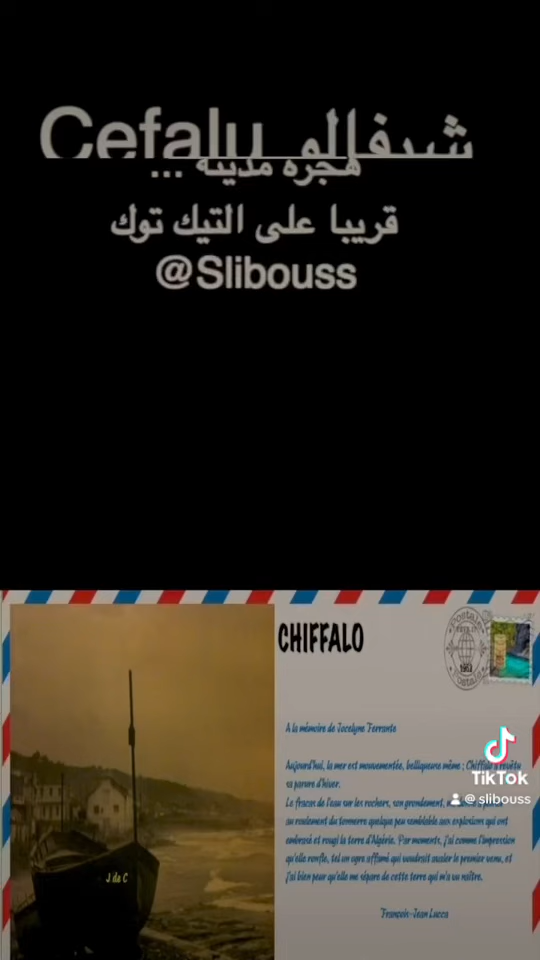 شيفالو Cefalu
هجره مدينه ...
قريبا على التيك توك
@Slibouss
CHIFFALO
A la mémoire de Jocelyne Ferrante
Aujourd'hui, la mer est mouvementée, belliqueuse même ; Chiffalo a revêtu
sa parure d'hiver.
Le fracas de l'eau sur les rochers, son grondement,
au roulement du tonnerre quelque peu semblable aux explosions qui ont
embrasé et rougi la terre d'Algérie. Par moments, j'ai comme l'impression
qu'elle ronfle, tel un ogre affamé qui voudrait avaler le premier venu, et
j'ai bien peur qu'elle me sépare de cette terre qui m'a vu naître.
François-Jean Lucca
J de C
TikTok
@slibouss